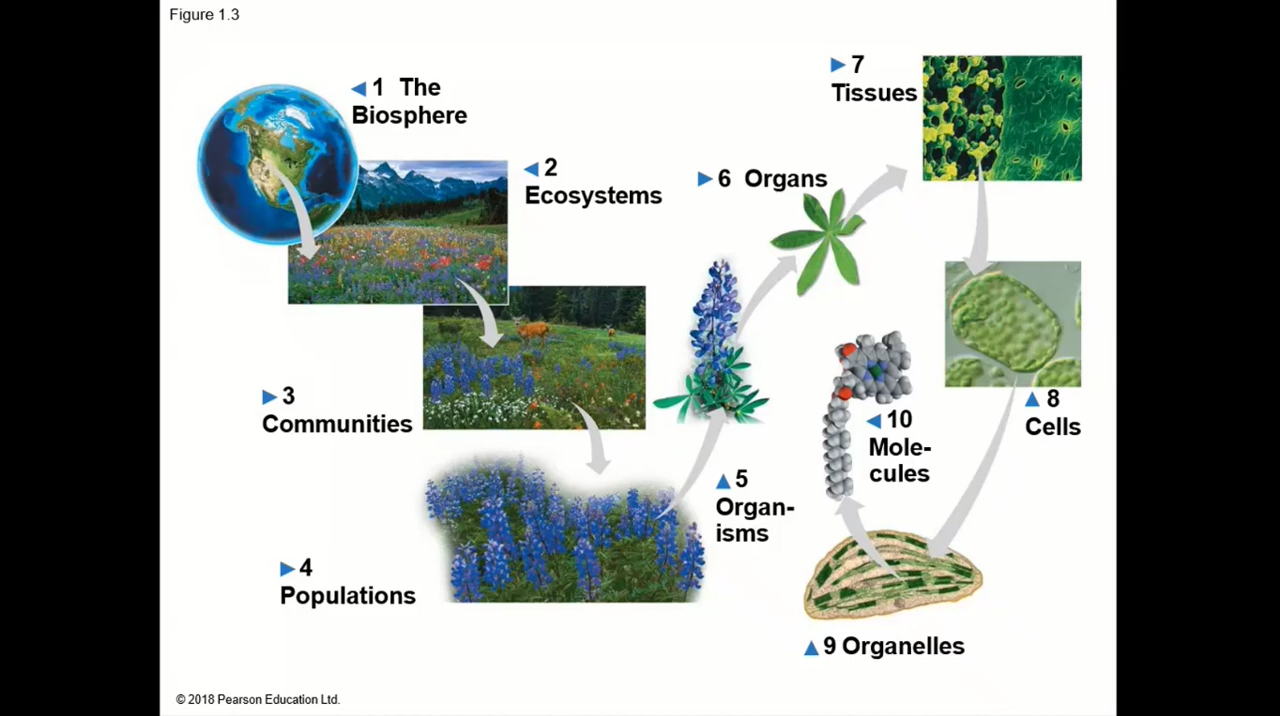 Figure 1.3
◄ 1 The
Biosphere
◄ 2
Ecosystems
► 3
Communities
► 4
Populations
▲ 5
Organ-
isms
► 6 Organs
► 7
Tissues
▲ 8
Cells
▲ 9 Organelles
◄ 10
Mole-
cules
© 2018 Pearson Education Ltd.